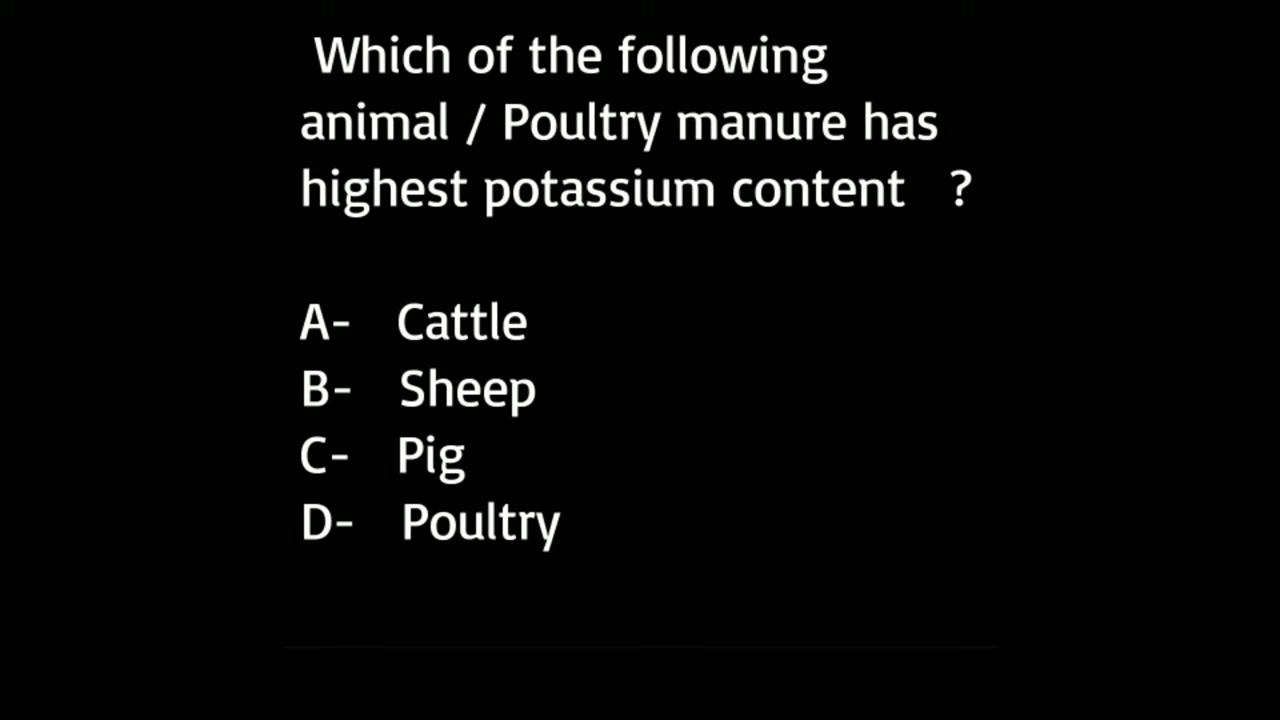 Which of the following
animal / Poultry manure has
highest potassium content ?
A- Cattle
B- Sheep
C- Pig
D- Poultry